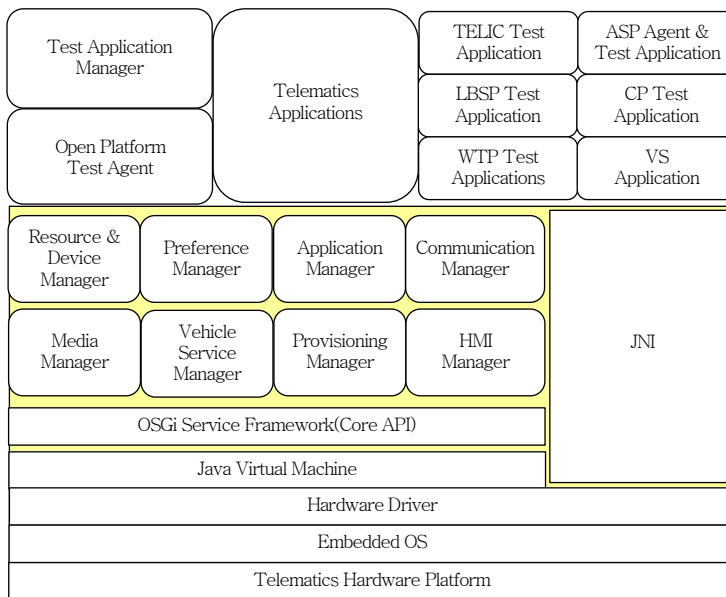 Test Application
Manager
Open Platform
Test Agent
Telematics
Applications
TELIC Test
Application
ASP Agent &
Test Application
LBSP Test
Application
CP Test
Application
WTP Test
Applications
VS
Application
Resource &
Device
Manager
Preference
Manager
Application
Manager
Communication
Manager
Media
Manager
Vehicle
Service
Manager
Provisioning
Manager
HMI
Manager
JNI
OSGi Service Framework(Core API)
Java Virtual Machine
Hardware Driver
Embedded OS
Telematics Hardware Platform